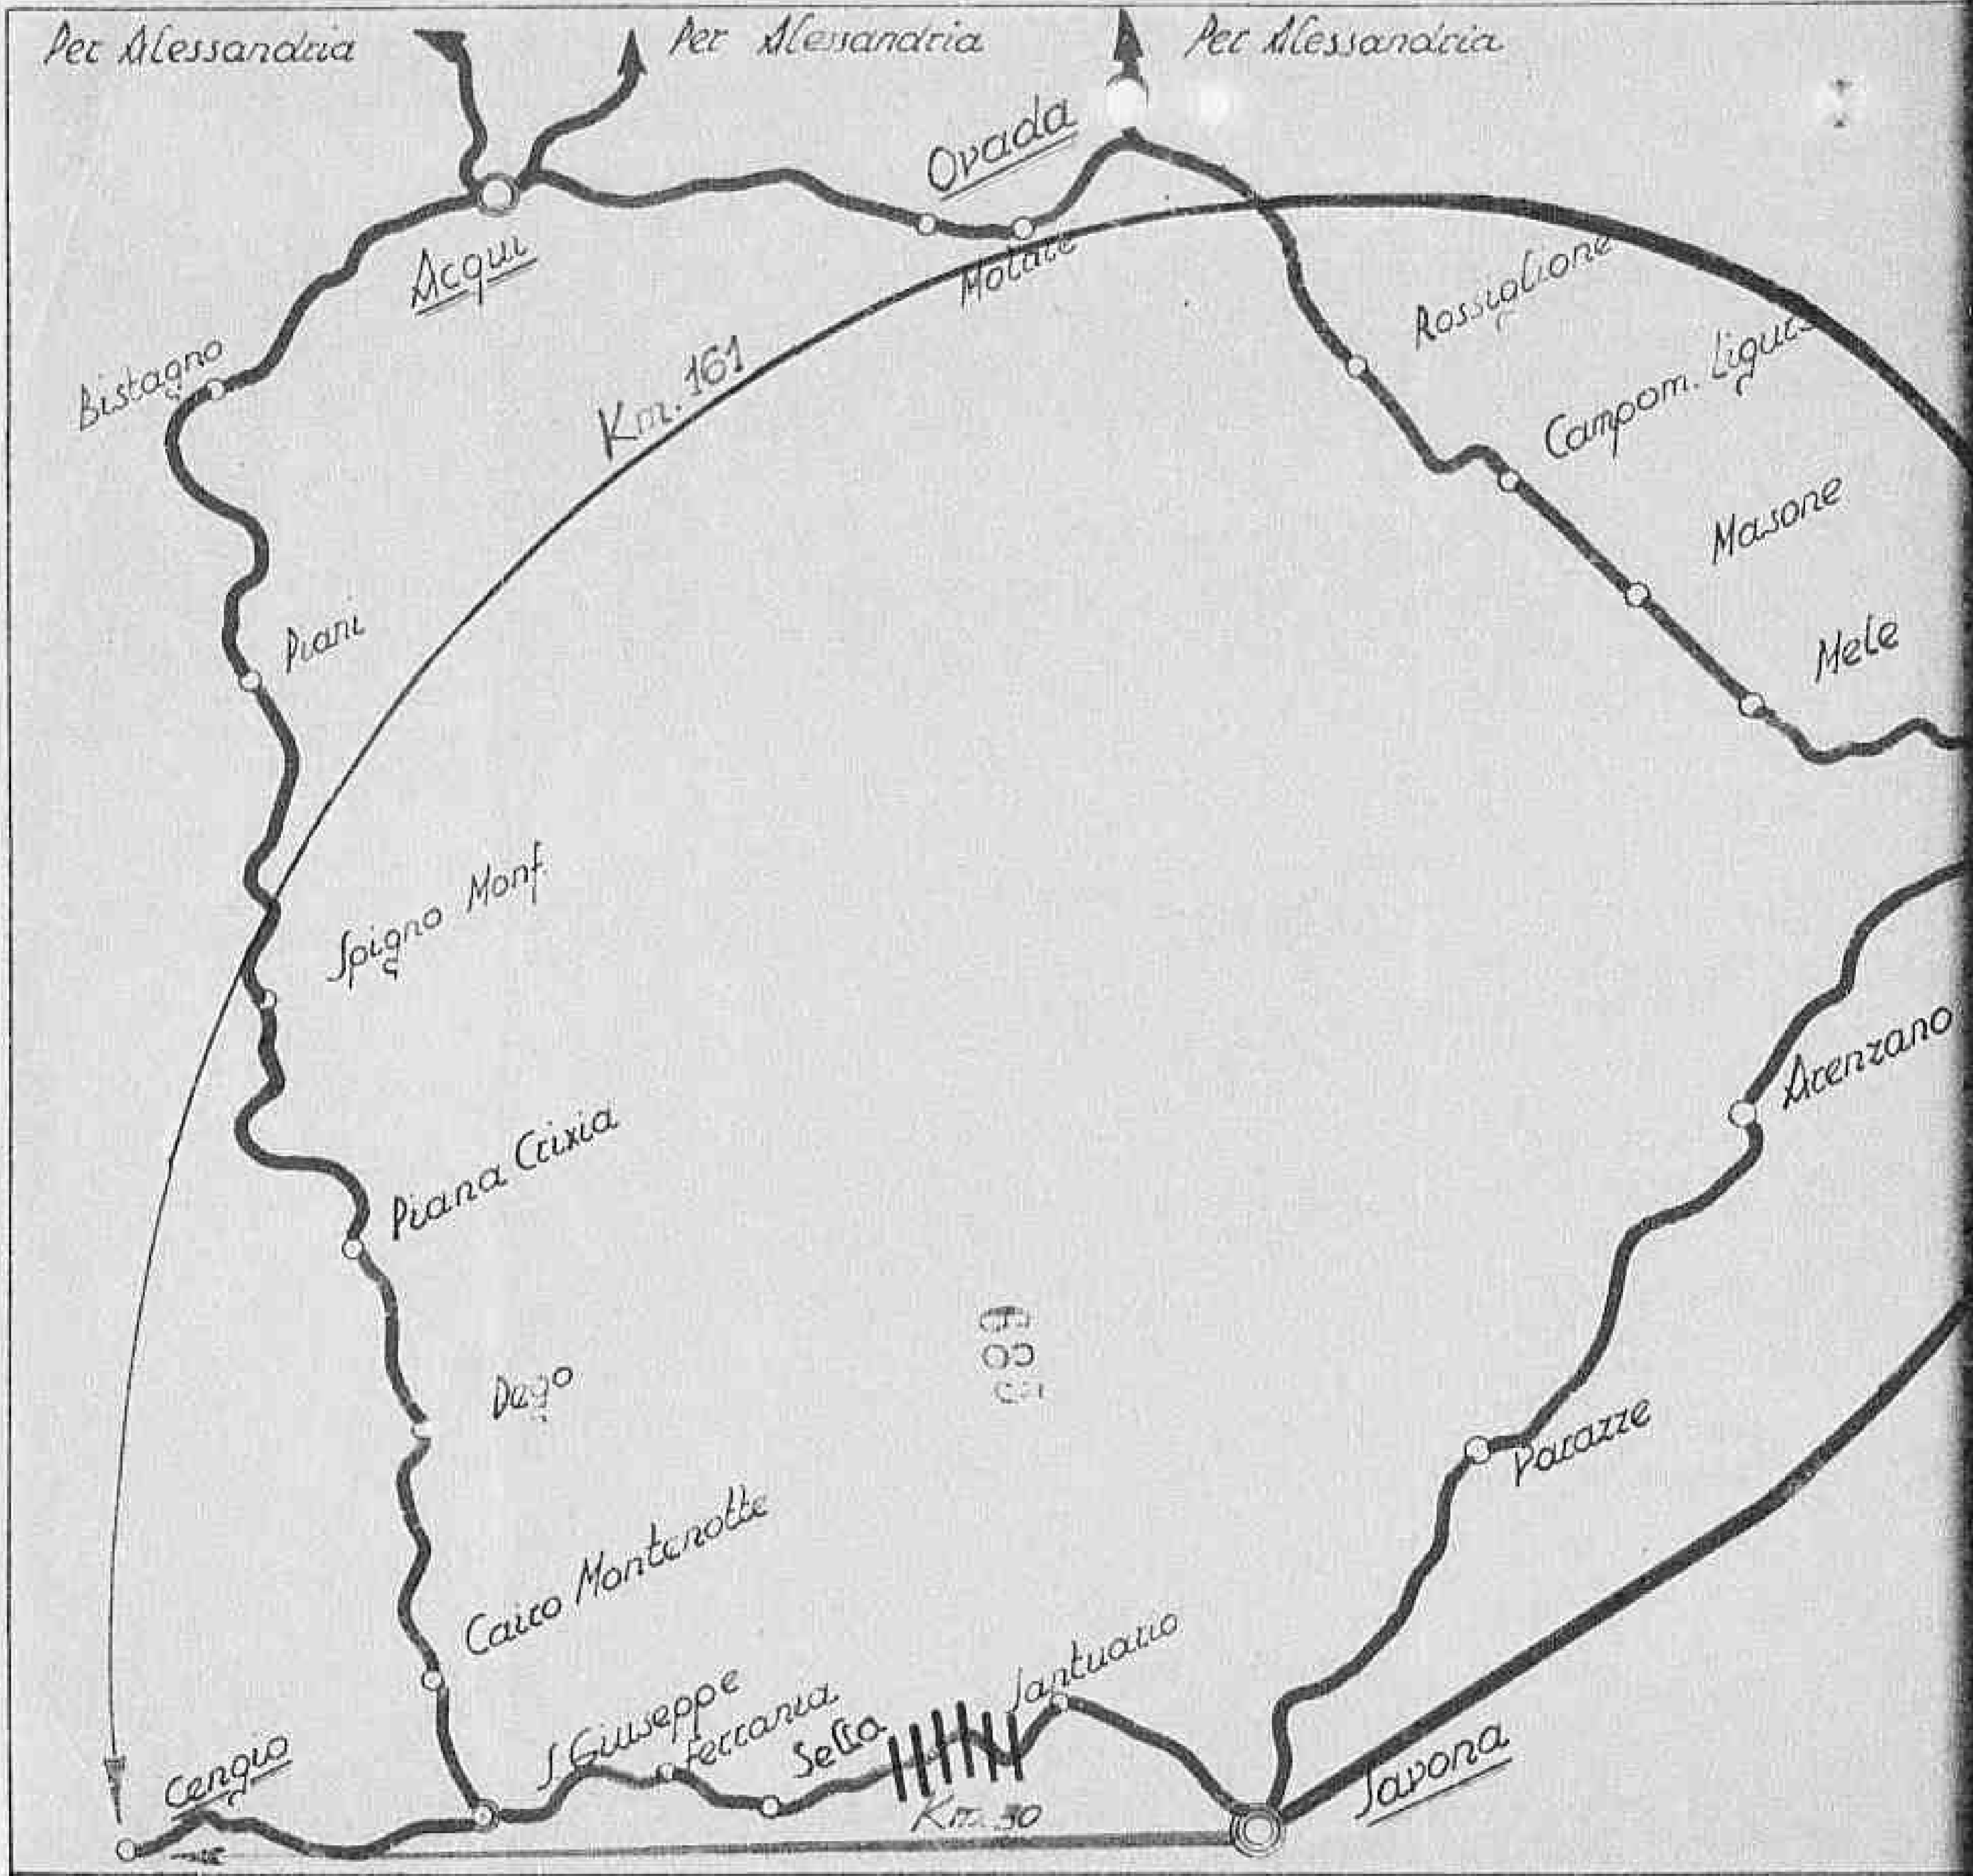 Per Alessandria
Per Alessandria
Per Alessandria
Ovada
Acqui
Molare
Rossiglione
Campom. Ligure
Bistagno
Km. 161
Masone
Piani
Mele
Spigno Monf.
Arenzano
Piana Crixia
Dego
Varazze
Cairo Montenotte
Santuario
S. Giuseppe
Ferrania
Sella
Savona
Cengio
Km. 30